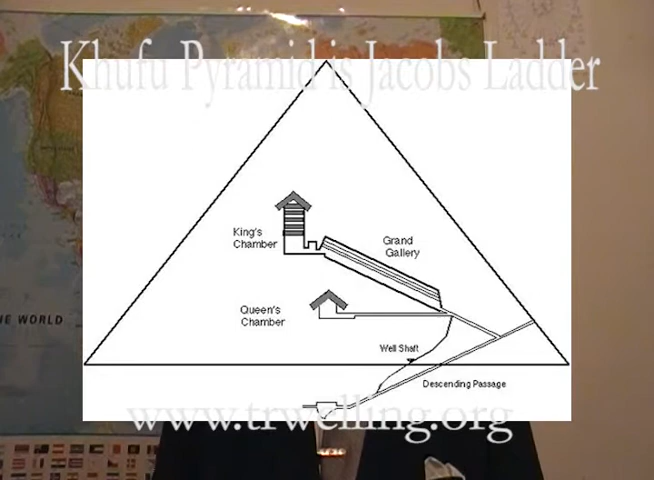 Khufu Pyramid is Jacobs Ladder
King's
Chamber
Grand
Gallery
Queen's
Chamber
Well Shaft
Descending Passage
HE WORLD
www.trwelling.org